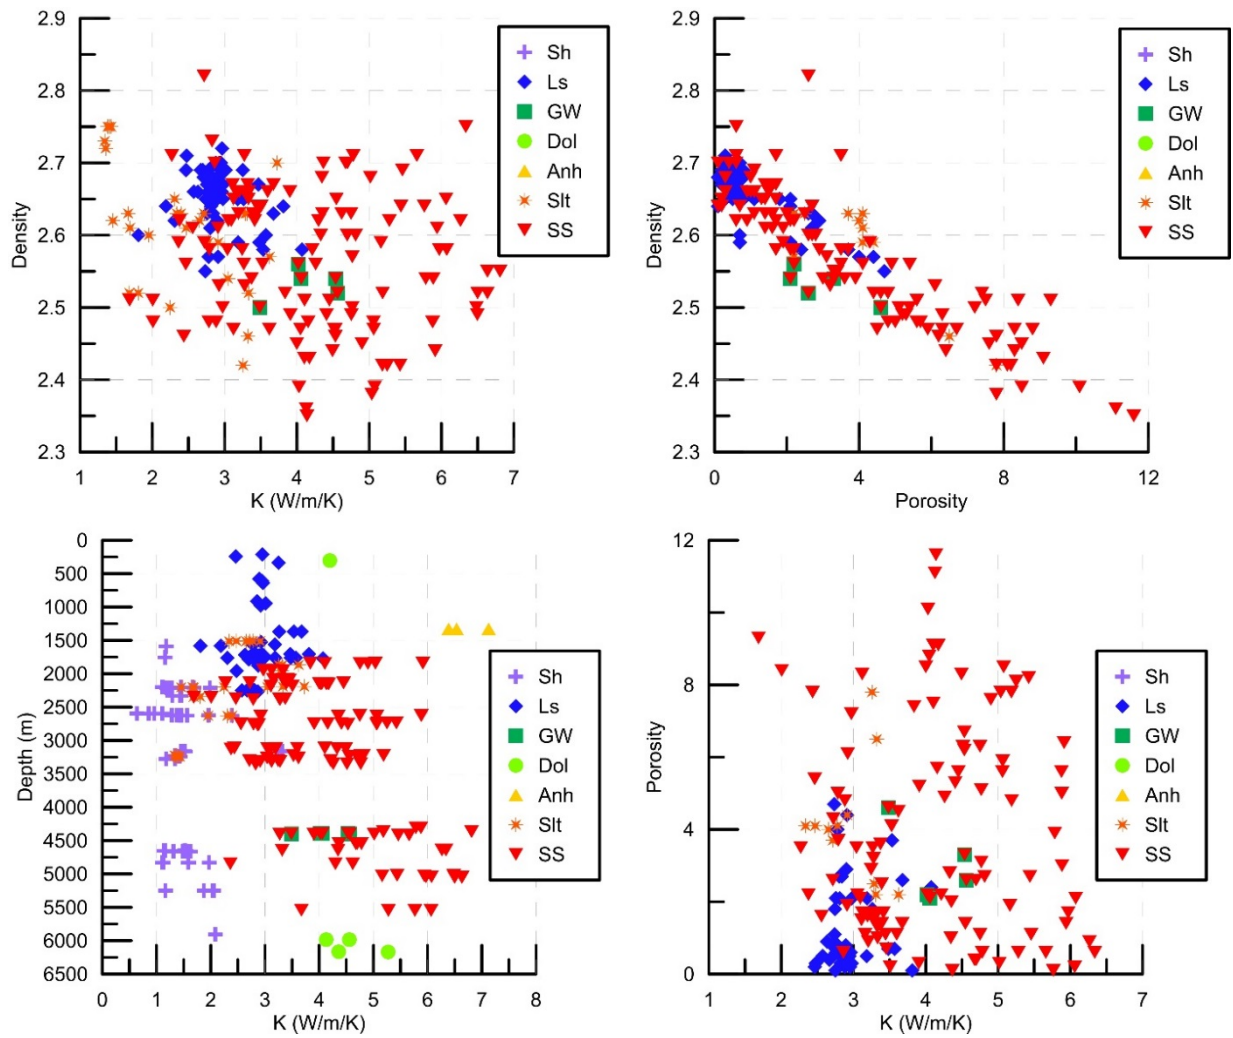 2.9
2.8
2.7
2.6
2.5
2.4
2.3
Density
1 2 3 4 5 6 7
K (W/m/K)
Sh
Ls
GW
Dol
Anh
Slt
SS
2.9
2.8
2.7
2.6
2.5
2.4
2.3
Density
0 4 8 12
Porosity
Sh
Ls
GW
Dol
Anh
Slt
SS
0
500
1000
1500
2000
2500
3000
3500
4000
4500
5000
5500
6000
6500
Depth (m)
0 1 2 3 4 5 6 7 8
K (W/m/K)
Sh
Ls
GW
Dol
Anh
Slt
SS
12
8
4
0
Porosity
1 2 3 4 5 6 7
K (W/m/K)
Sh
Ls
GW
Dol
Anh
Slt
SS